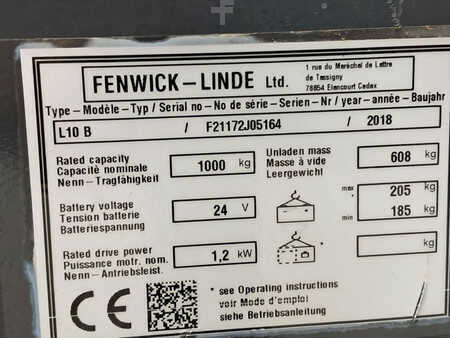 FENWICK-LINDE Ltd.
1 rue du Maréchal de Lattre
de Tassigny
78854 Elancourt Cedex
Type-Modèle-Typ / Serial no-No de série-Serien-Nr / year-année-Baujahr
L10 B / F21172J05164 / 2018
Rated capacity
Capacité nominale
Nenn-Tragfähigkeit
1000 kg
Unladen mass
Masse à vide
Leergewicht
608 kg
Battery voltage
Tension batterie
Batteriespannung
24 V
max 205 kg
min 185 kg
Rated drive power
Puissance motr. nom.
Nenn-Antriebsleist.
1,2 kW
kg
CE
* see Operating instructions
voir Mode d'emploi
siehe Betriebsanleitung